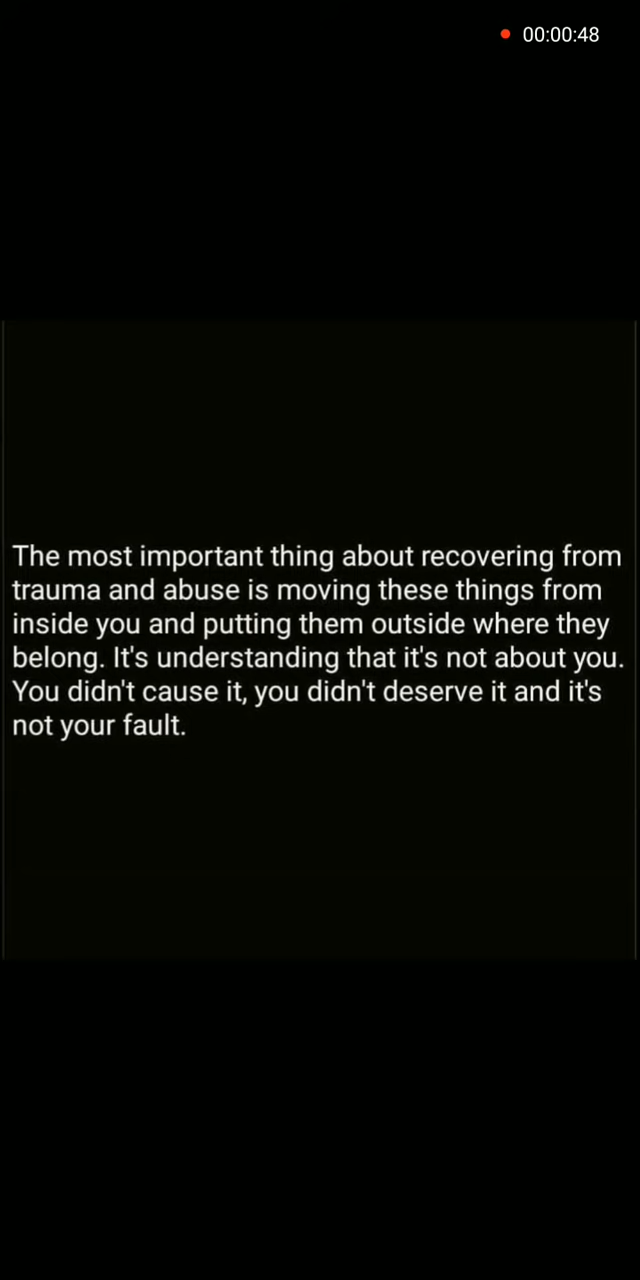 00:00:48
The most important thing about recovering from
trauma and abuse is moving these things from
inside you and putting them outside where they
belong. It's understanding that it's not about you.
You didn't cause it, you didn't deserve it and it's
not your fault.